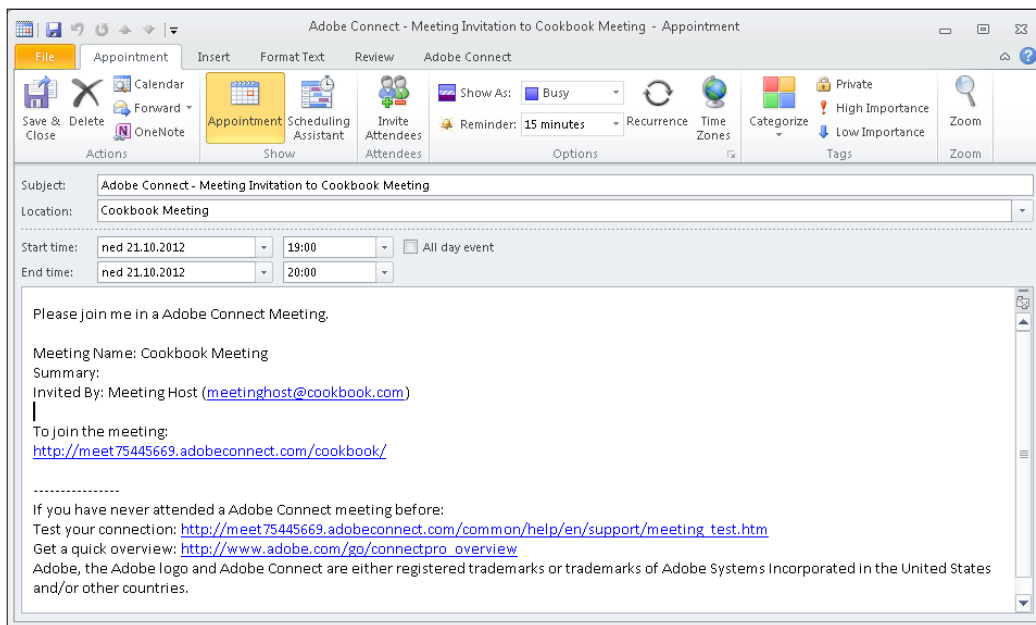 Adobe Connect - Meeting Invitation to Cookbook Meeting - Appointment
File Appointment Insert Format Text Review Adobe Connect
Save & Close
Delete
Calendar
Forward
OneNote
Actions
Appointment
Scheduling Assistant
Show
Invite Attendees
Attendees
Show As: Busy
Reminder: 15 minutes
Recurrence
Time Zones
Options
Categorize
Private
High Importance
Low Importance
Tags
Zoom
Zoom
Subject: Adobe Connect - Meeting Invitation to Cookbook Meeting
Location: Cookbook Meeting
Start time: ned 21.10.2012 19:00 All day event
End time: ned 21.10.2012 20:00
Please join me in a Adobe Connect Meeting.
Meeting Name: Cookbook Meeting
Summary:
Invited By: Meeting Host (meetinghost@cookbook.com)
To join the meeting:
http://meet75445669.adobeconnect.com/cookbook/
----------------
If you have never attended a Adobe Connect meeting before:
Test your connection: http://meet75445669.adobeconnect.com/common/help/en/support/meeting_test.htm
Get a quick overview: http://www.adobe.com/go/connectpro_overview
Adobe, the Adobe logo and Adobe Connect are either registered trademarks or trademarks of Adobe Systems Incorporated in the United States
and/or other countries.